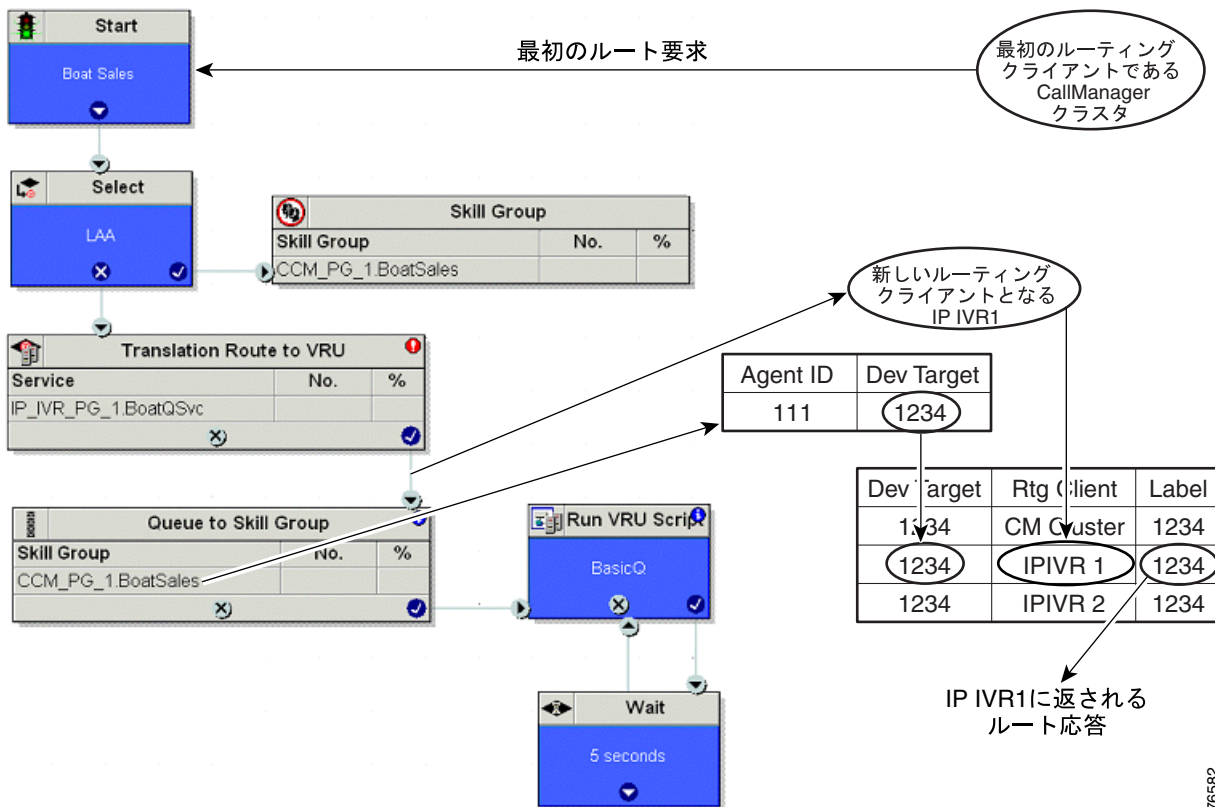 Start
Boat Sales
最初のルート要求
最初のルーティング
クライアントである
CallManager
クラスタ
Select
LAA
Skill Group
Skill Group No. %
CCM_PG_1.BoatSales
新しいルーティング
クライアントとなる
IP IVR1
Translation Route to VRU
Service No. %
IP_IVR_PG_1.BoatQSvc
Agent ID Dev Target
111 1234
Queue to Skill Group
Skill Group No. %
CCM_PG_1.BoatSales
Run VRU Script
BasicQ
Dev Target Rtg Client Label
1234 CM Cluster 1234
1234 IPIVR 1 1234
1234 IPIVR 2 1234
Wait
5 seconds
IP IVR1に返される
ルート応答
76582